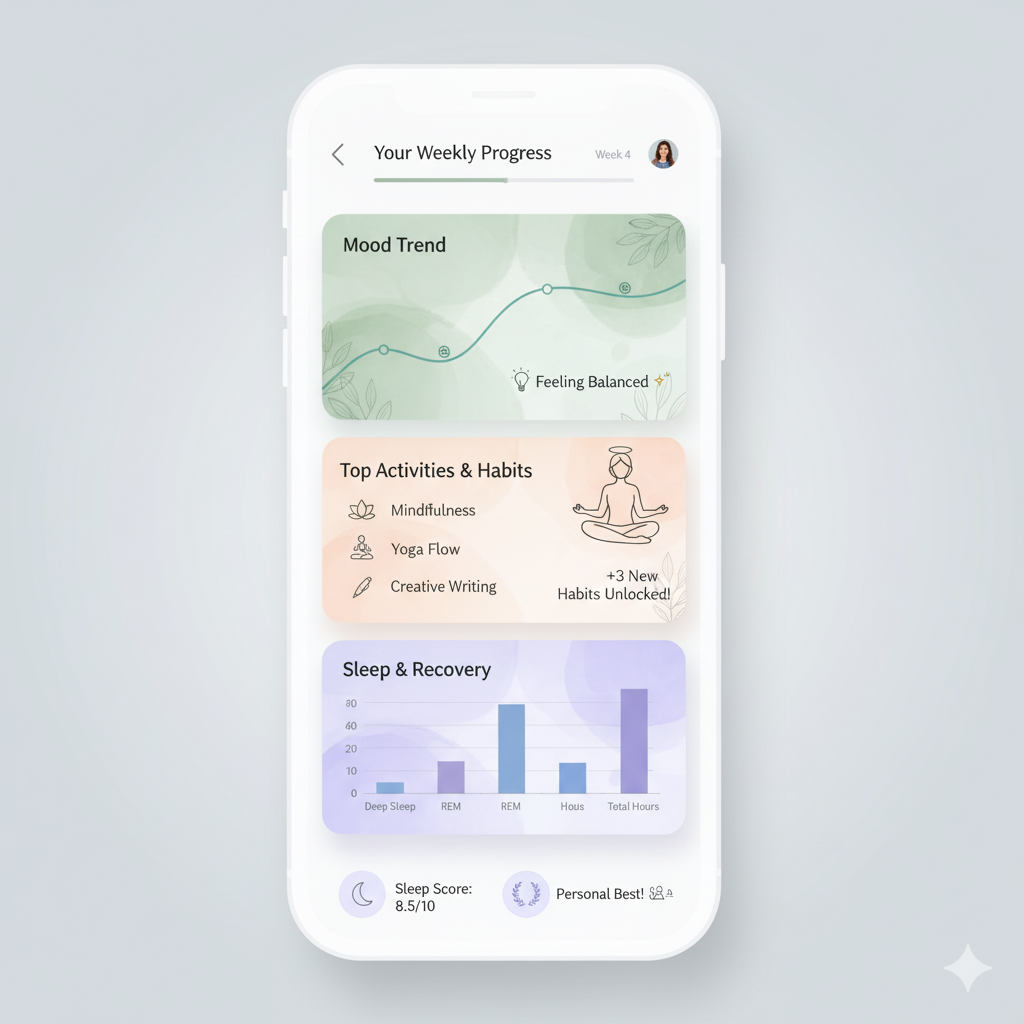 Your Weekly Progress
Week 4
Mood Trend
Feeling Balanced
Top Activities & Habits
Mindfulness
Yoga Flow
Creative Writing
+3 New
Habits Unlocked!
Sleep & Recovery
80
60
20
10
0
Deep Sleep REM REM Hous Total Hours
Sleep Score:
8.5/10
Personal Best!